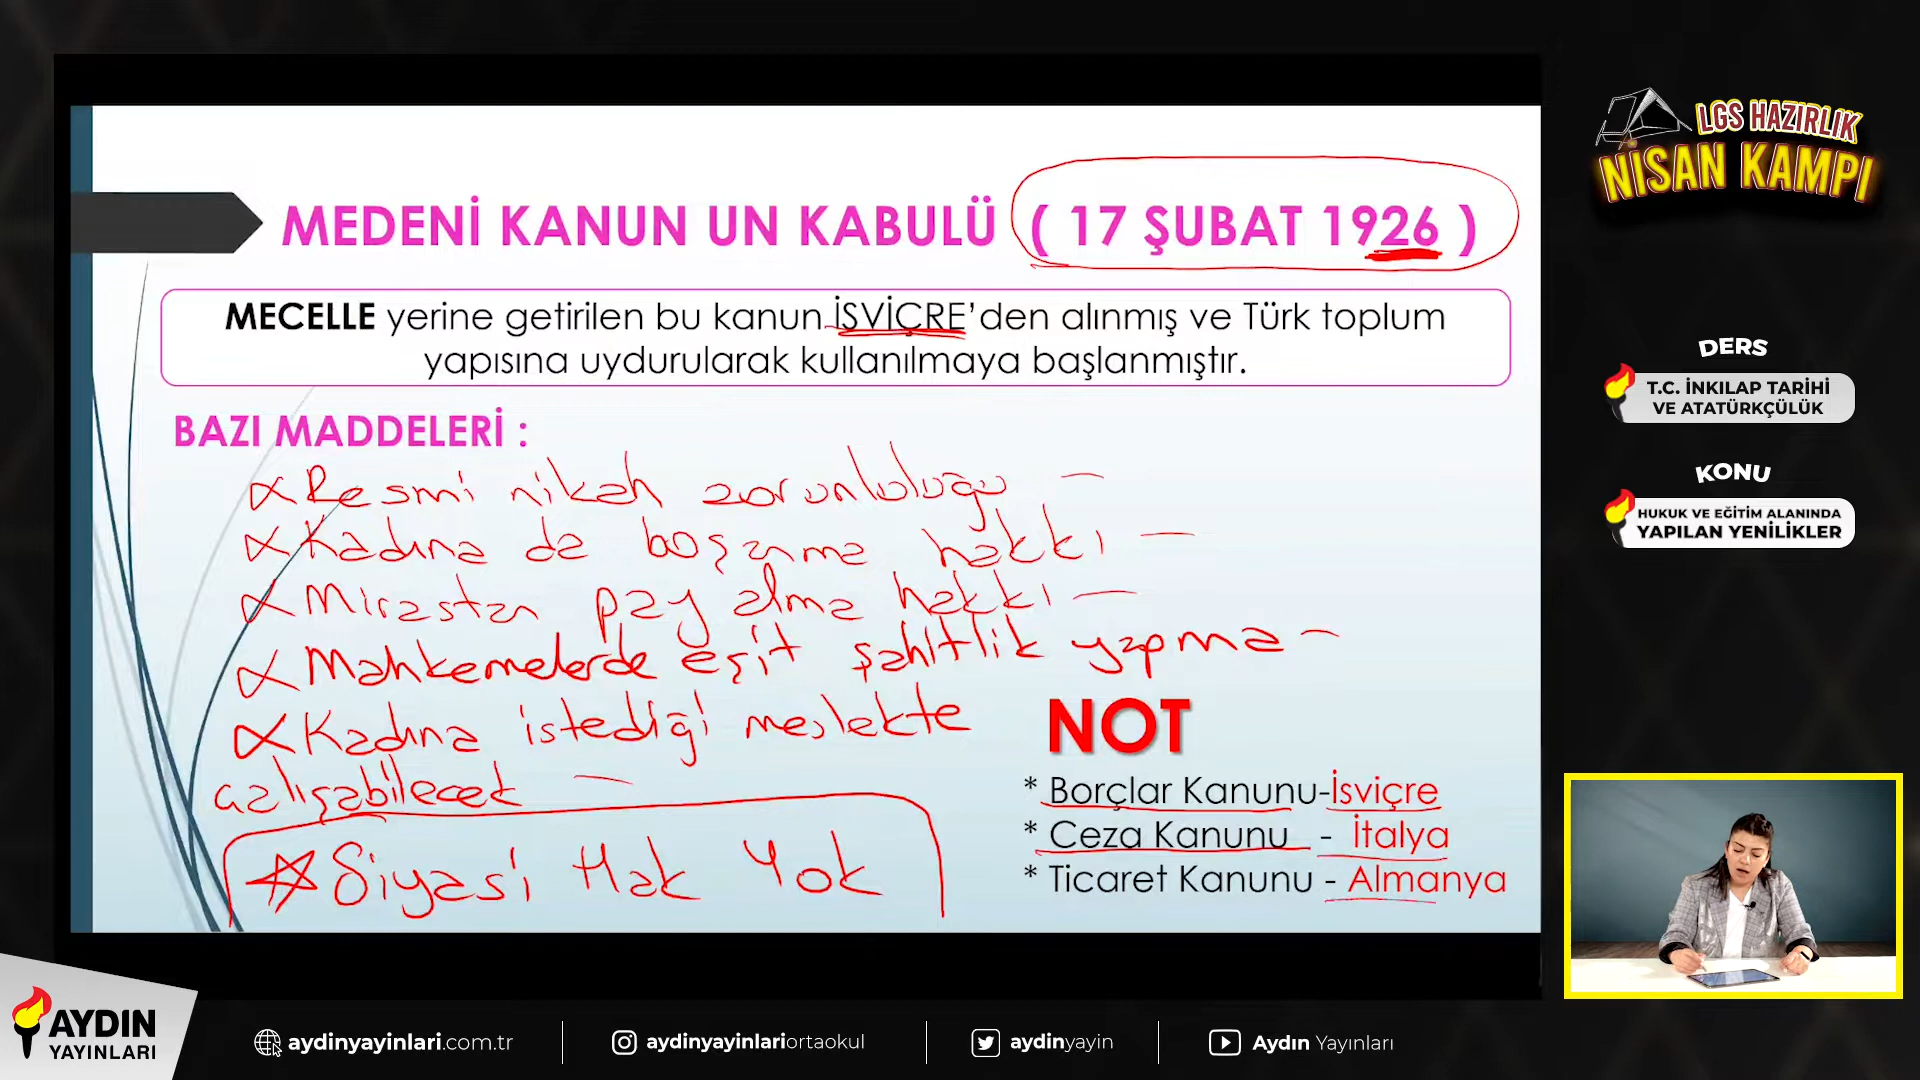 LGS HAZIRLIK
NİSAN KAMPI
MEDENİ KANUN UN KABULÜ ( 17 ŞUBAT 1926 )
MECELLE yerine getirilen bu kanun İSVİÇRE’den alınmış ve Türk toplum
yapısına uydurularak kullanılmaya başlanmıştır.
BAZI MADDELERİ :
Resmi nikah zorunluluğu
Kadına da boşanma hakkı
Mirastan pay alma hakkı
Mahkemelerde eşit şahitlik yapma
Kadına istediği meslekte
çalışabilecek
Siyasi Hak Yok
NOT
* Borçlar Kanunu-İsviçre
* Ceza Kanunu - İtalya
* Ticaret Kanunu - Almanya
DERS
T.C. İNKILAP TARİHİ
VE ATATÜRKÇÜLÜK
KONU
HUKUK VE EĞİTİM ALANINDA
YAPILAN YENİLİKLER
AYDIN
YAYINLARI
aydinyayinlari.com.tr
aydinyayinlariortaokul
aydinyayin
Aydın Yayınları